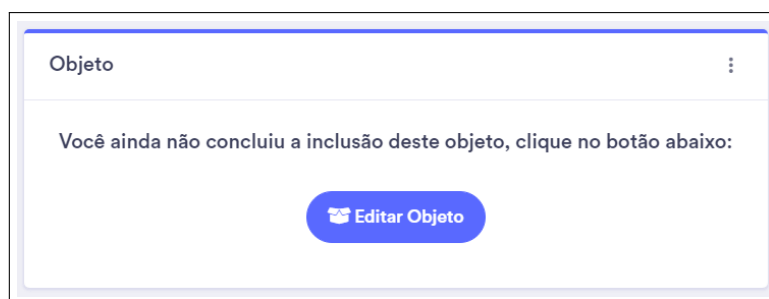 Objeto
Você ainda não concluiu a inclusão deste objeto, clique no botão abaixo:
Editar Objeto